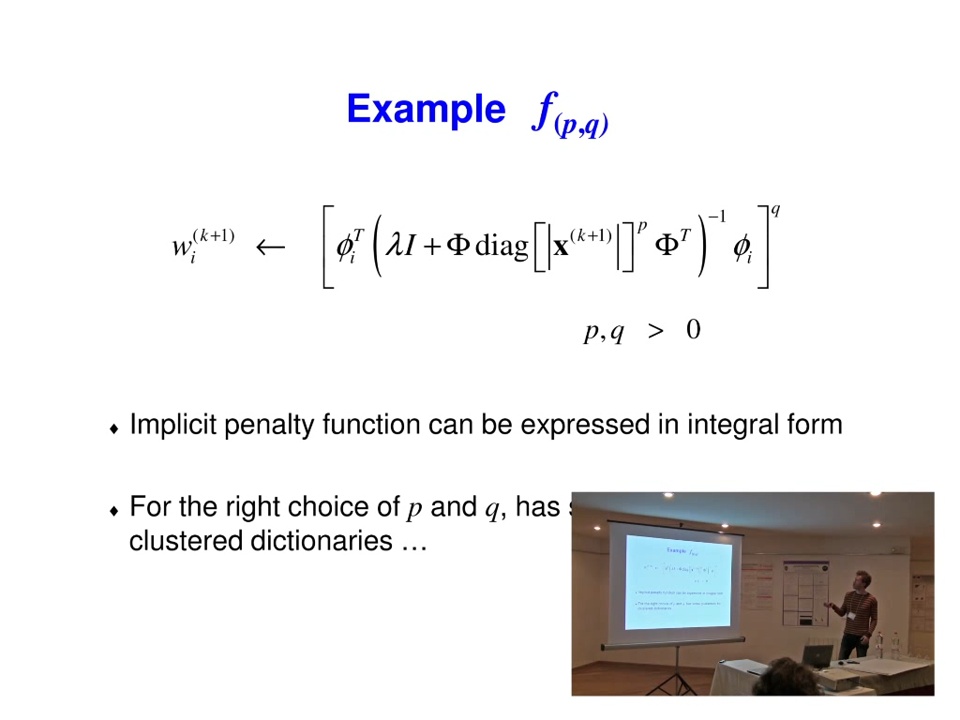 Example f(p,q)
w_i^(k+1) ← [ϕ_i^T (λI + Φ diag[|x^(k+1)|]^p Φ^T)^−1 ϕ_i]^q
p, q > 0
♦ Implicit penalty function can be expressed in integral form
♦ For the right choice of p and q, has
clustered dictionaries …
Example